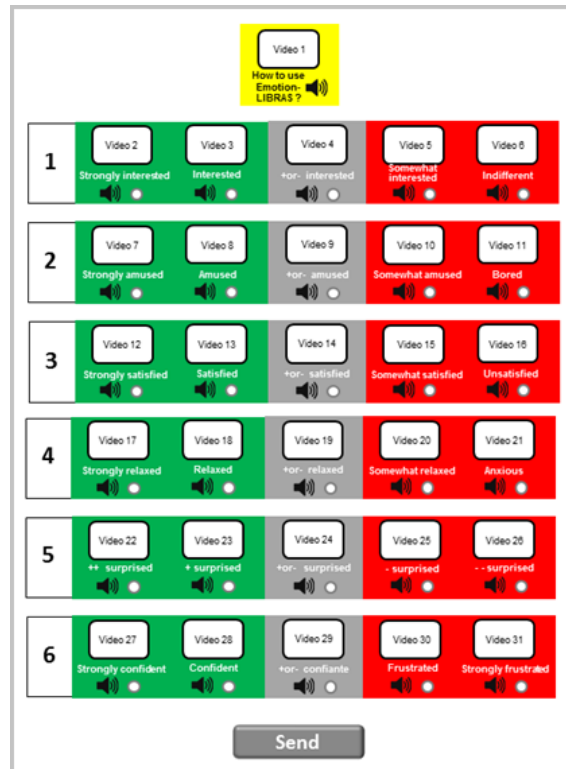 Video 1
How to use
Emotion-
LIBRAS ?
1
Video 2
Strongly interested
Video 3
Interested
Video 4
+or- interested
Video 5
Somewhat
interested
Video 6
Indifferent
2
Video 7
Strongly amused
Video 8
Amused
Video 9
+or- amused
Video 10
Somewhat amused
Video 11
Bored
3
Video 12
Strongly satisfied
Video 13
Satisfied
Video 14
+or- satisfied
Video 15
Somewhat satisfied
Video 16
Unsatisfied
4
Video 17
Strongly relaxed
Video 18
Relaxed
Video 19
+or- relaxed
Video 20
Somewhat relaxed
Video 21
Anxious
5
Video 22
++ surprised
Video 23
+ surprised
Video 24
+or- surprised
Video 25
- surprised
Video 26
- - surprised
6
Video 27
Strongly confident
Video 28
Confident
Video 29
+or- confiante
Video 30
Frustrated
Video 31
Strongly frustrated
Send